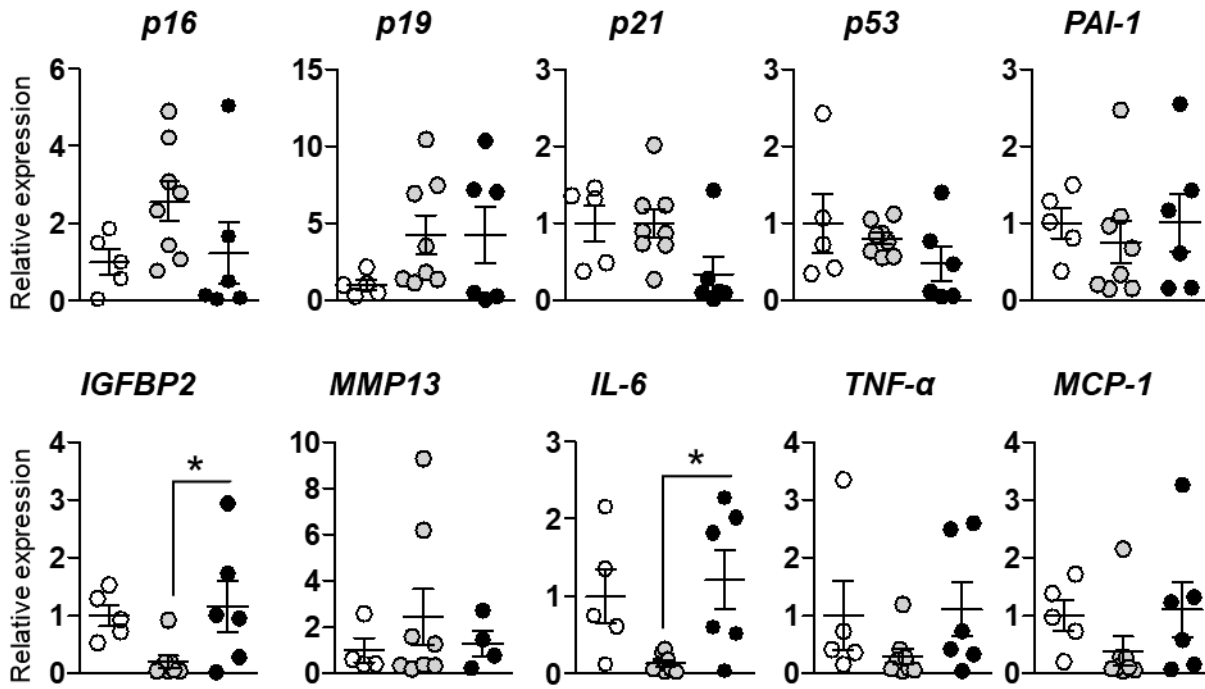 p16 p19 p21 p53 PAI-1
Relative expression
6 4 2 0
15 10 5 0
3 2 1 0
3 2 1 0
3 2 1 0
IGFBP2 MMP13 IL-6 TNF-α MCP-1
Relative expression
4 3 2 1 0
*
10 8 6 4 2 0
3 2 1 0
*
4 3 2 1 0
4 3 2 1 0